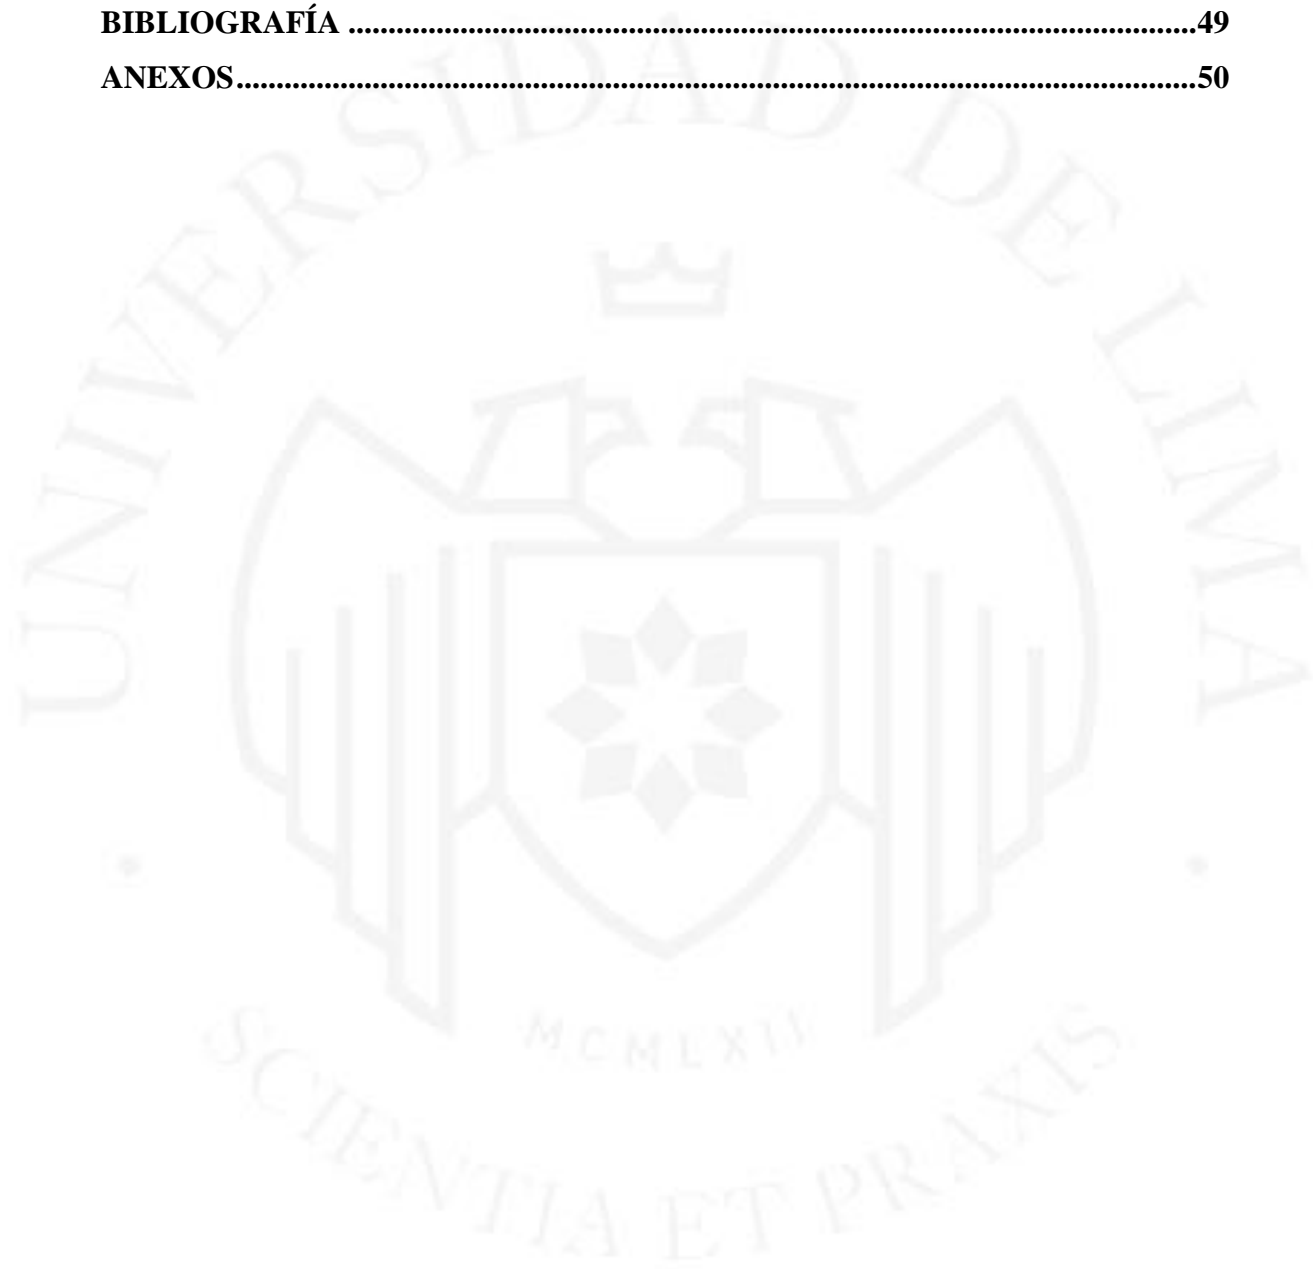 BIBLIOGRAFÍA ............................................................................................................49
ANEXOS..........................................................................................................................50
UNIVERSIDAD DE LIMA
MCMLXII
SCIENTIA ET PRAXIS